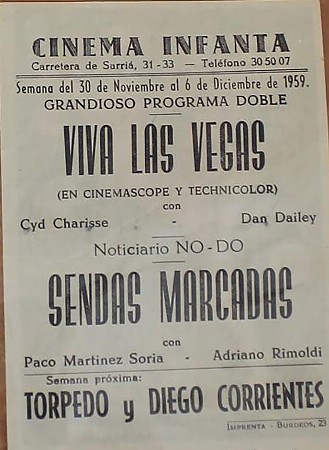 CINEMA INFANTA
Carretera de Sarriá, 31-33 — Teléfono 30 50 07
Semana del 30 de Noviembre al 6 de Diciembre de 1959.
GRANDIOSO PROGRAMA DOBLE
VIVA LAS VEGAS
(EN CINEMASCOPE Y TECHNICOLOR)
con
Cyd Charisse - Dan Dailey
Noticiario NO-DO
SENDAS MARCADAS
con
Paco Martinez Soria - Adriano Rimoldi
Semana próxima:
TORPEDO y DIEGO CORRIENTES
IMPRENTA - BURDEOS, 23